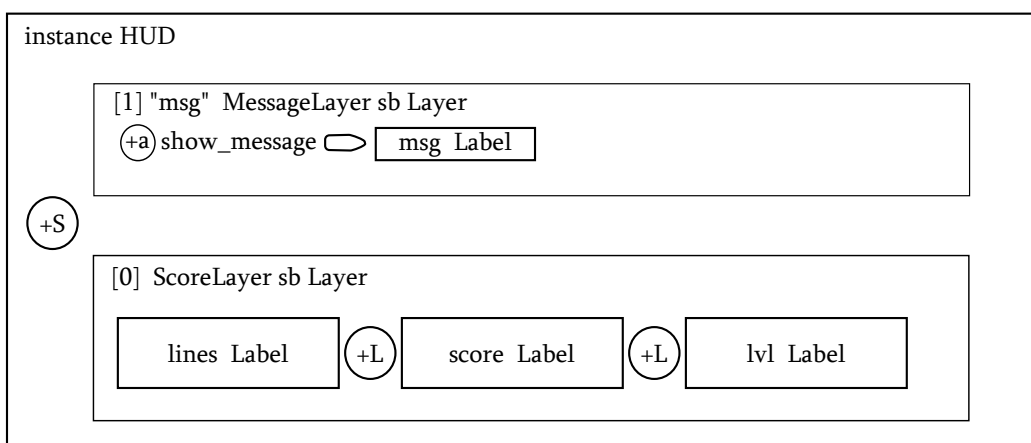 instance HUD
[1] "msg" MessageLayer sb Layer
+a show_message msg Label
+S
[0] ScoreLayer sb Layer
lines Label +L score Label +L lvl Label